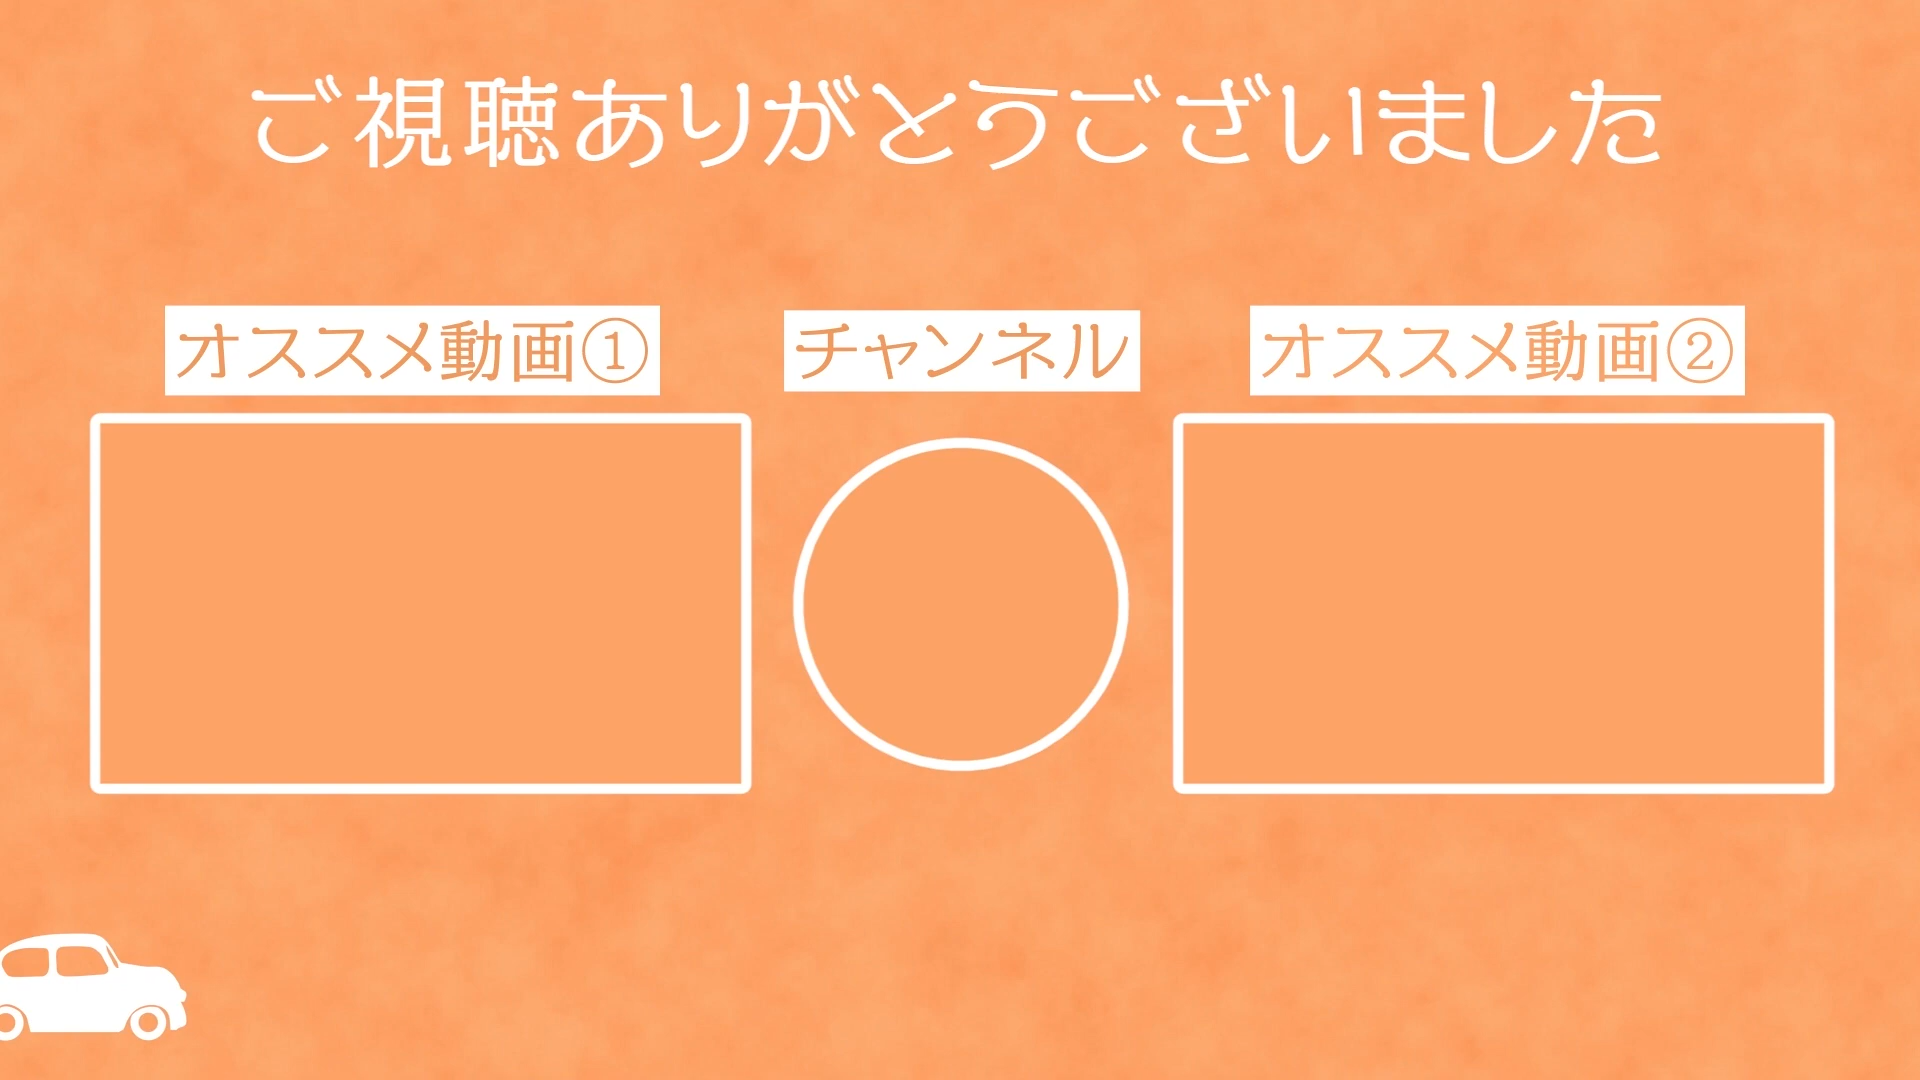 ご視聴ありがとうございました
オススメ動画①
チャンネル
オススメ動画②